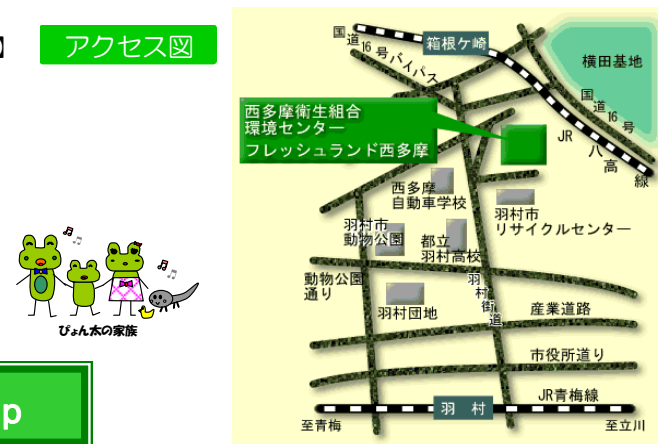 】
アクセス図
国道16号バイパス
箱根ケ崎
横田基地
国道16号
JR八高線
西多摩衛生組合
環境センター
フレッシュランド西多摩
西多摩
自動車学校
羽村市
リサイクルセンター
羽村市
動物公園
都立
羽村高校
動物公園
通り
羽村街道
羽村団地
産業道路
ぴょん太の家族
市役所通り
JR青梅線
p
羽村
至青梅
至立川